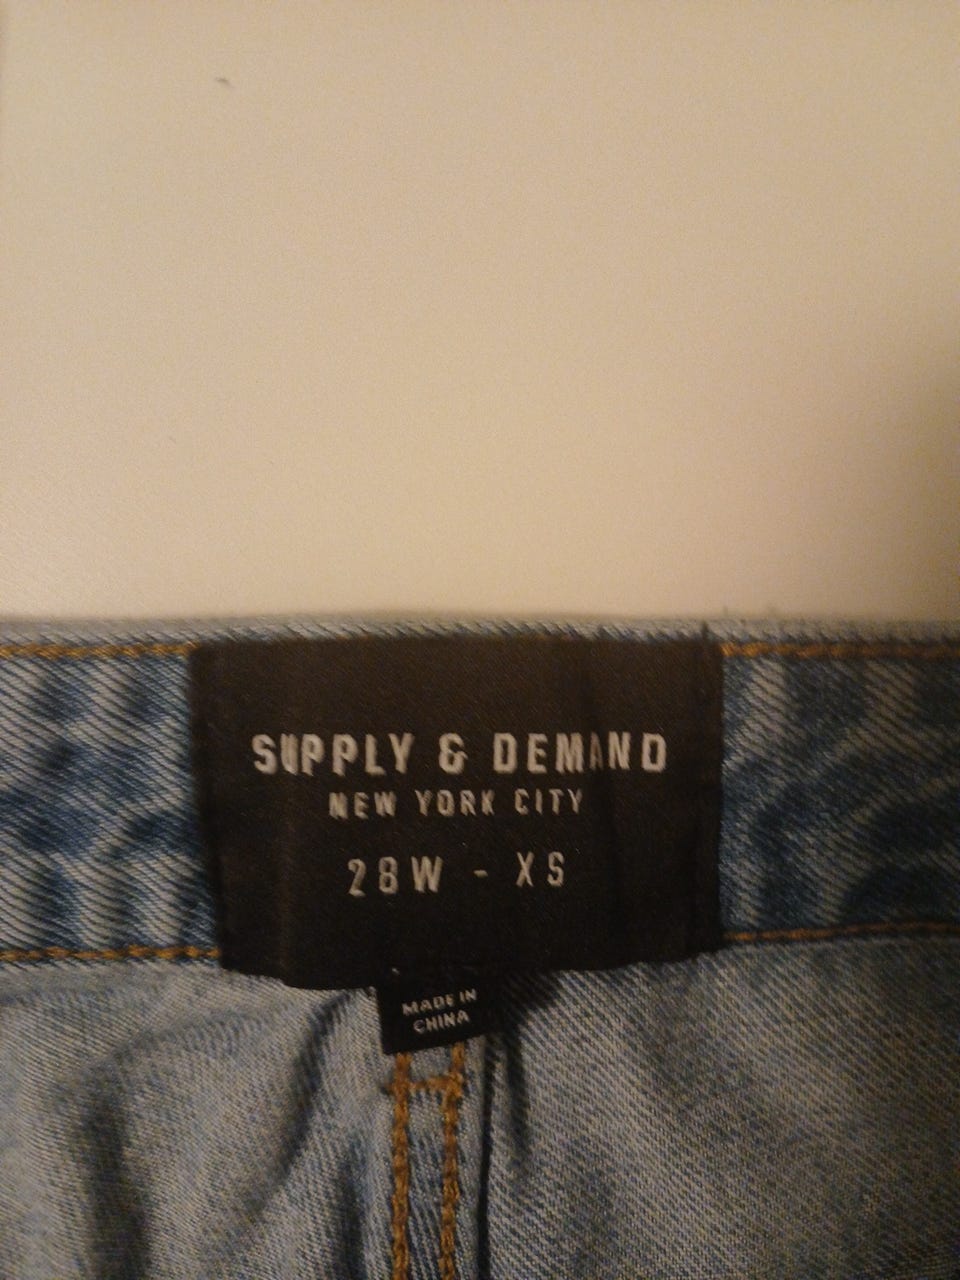 SUPPLY & DEMAND
NEW YORK CITY
28W - XS
MADE IN
CHINA